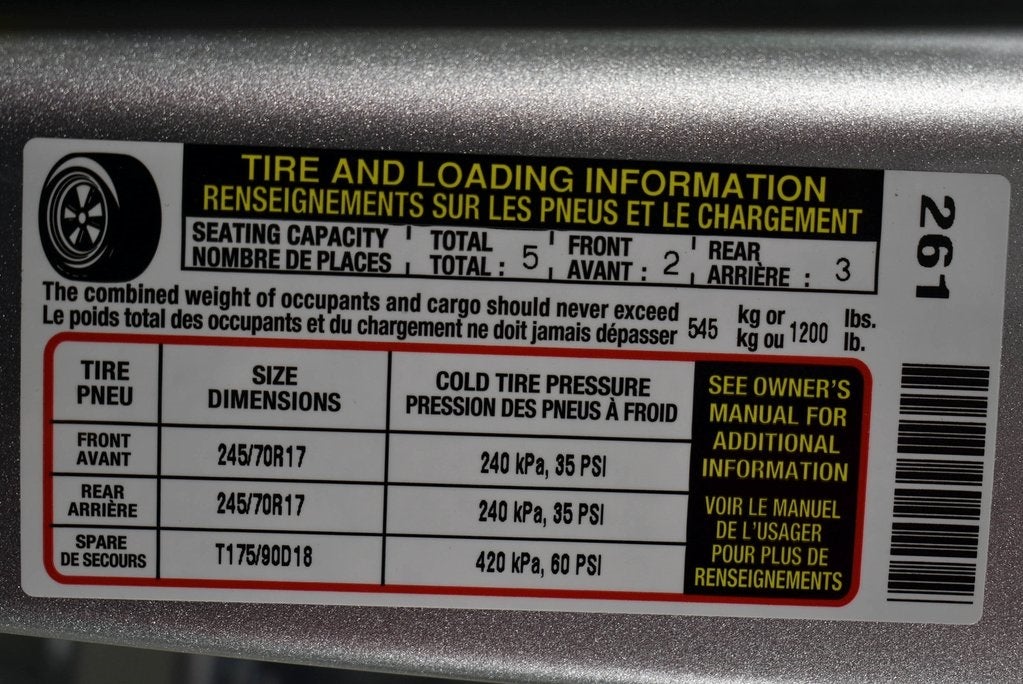 TIRE AND LOADING INFORMATION
RENSEIGNEMENTS SUR LES PNEUS ET LE CHARGEMENT
SEATING CAPACITY TOTAL FRONT REAR
NOMBRE DE PLACES TOTAL : 5 AVANT : 2 ARRIÈRE : 3
The combined weight of occupants and cargo should never exceed 545 kg or 1200 lbs.
Le poids total des occupants et du chargement ne doit jamais dépasser kg ou lb.
TIRE SIZE COLD TIRE PRESSURE
PNEU DIMENSIONS PRESSION DES PNEUS À FROID
FRONT
AVANT 245/70R17 240 kPa, 35 PSI
REAR
ARRIÈRE 245/70R17 240 kPa, 35 PSI
SPARE
DE SECOURS T175/90D18 420 kPa, 60 PSI
SEE OWNER'S
MANUAL FOR
ADDITIONAL
INFORMATION
VOIR LE MANUEL
DE L'USAGER
POUR PLUS DE
RENSEIGNEMENTS
261